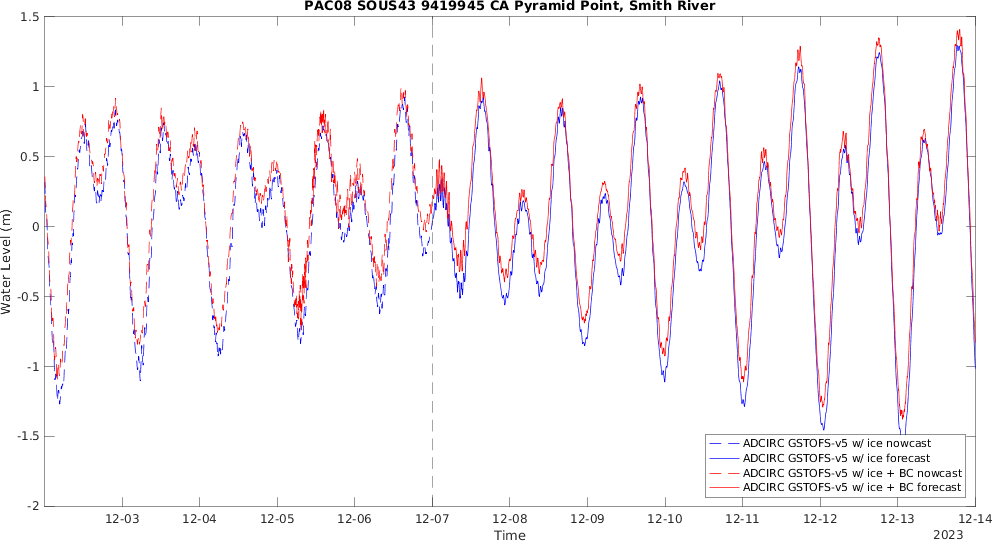 PAC08 SOUS43 9419945 CA Pyramid Point, Smith River
Water Level (m)
1.5
1
0.5
0
-0.5
-1
-1.5
-2
12-03 12-04 12-05 12-06 12-07 12-08 12-09 12-10 12-11 12-12 12-13 12-14
Time
2023
ADCIRC GSTOFS-v5 w/ ice nowcast
ADCIRC GSTOFS-v5 w/ ice forecast
ADCIRC GSTOFS-v5 w/ ice + BC nowcast
ADCIRC GSTOFS-v5 w/ ice + BC forecast